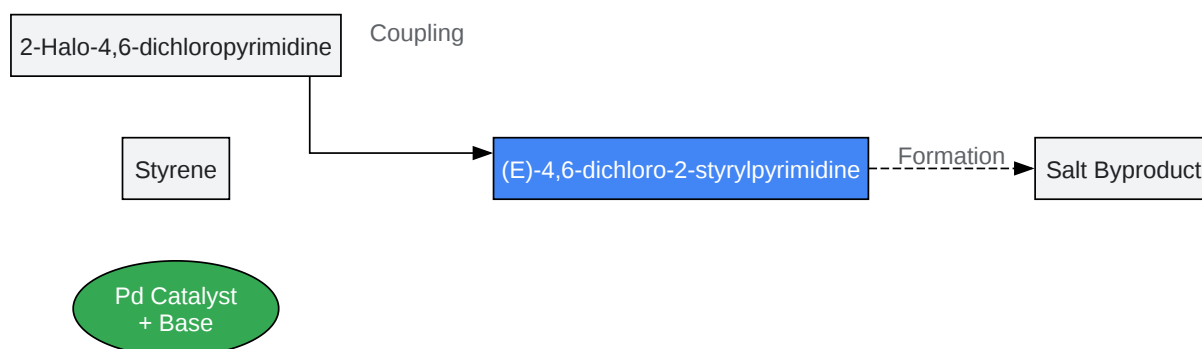 2-Halo-4,6-dichloropyrimidine
Coupling
Styrene
(E)-4,6-dichloro-2-styrylpyrimidine
Formation
Salt Byproduct
Pd Catalyst
+ Base